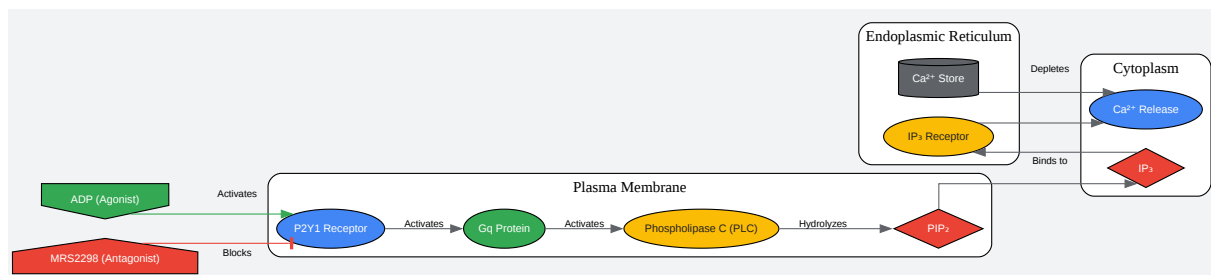 Endoplasmic Reticulum
Ca²⁺ Store
Depletes
Cytoplasm
Ca²⁺ Release
IP₃ Receptor
Binds to
IP₃
Plasma Membrane
ADP (Agonist)
Activates
P2Y1 Receptor
Activates
Gq Protein
Activates
Phospholipase C (PLC)
Hydrolyzes
PIP₂
MRS2298 (Antagonist)
Blocks